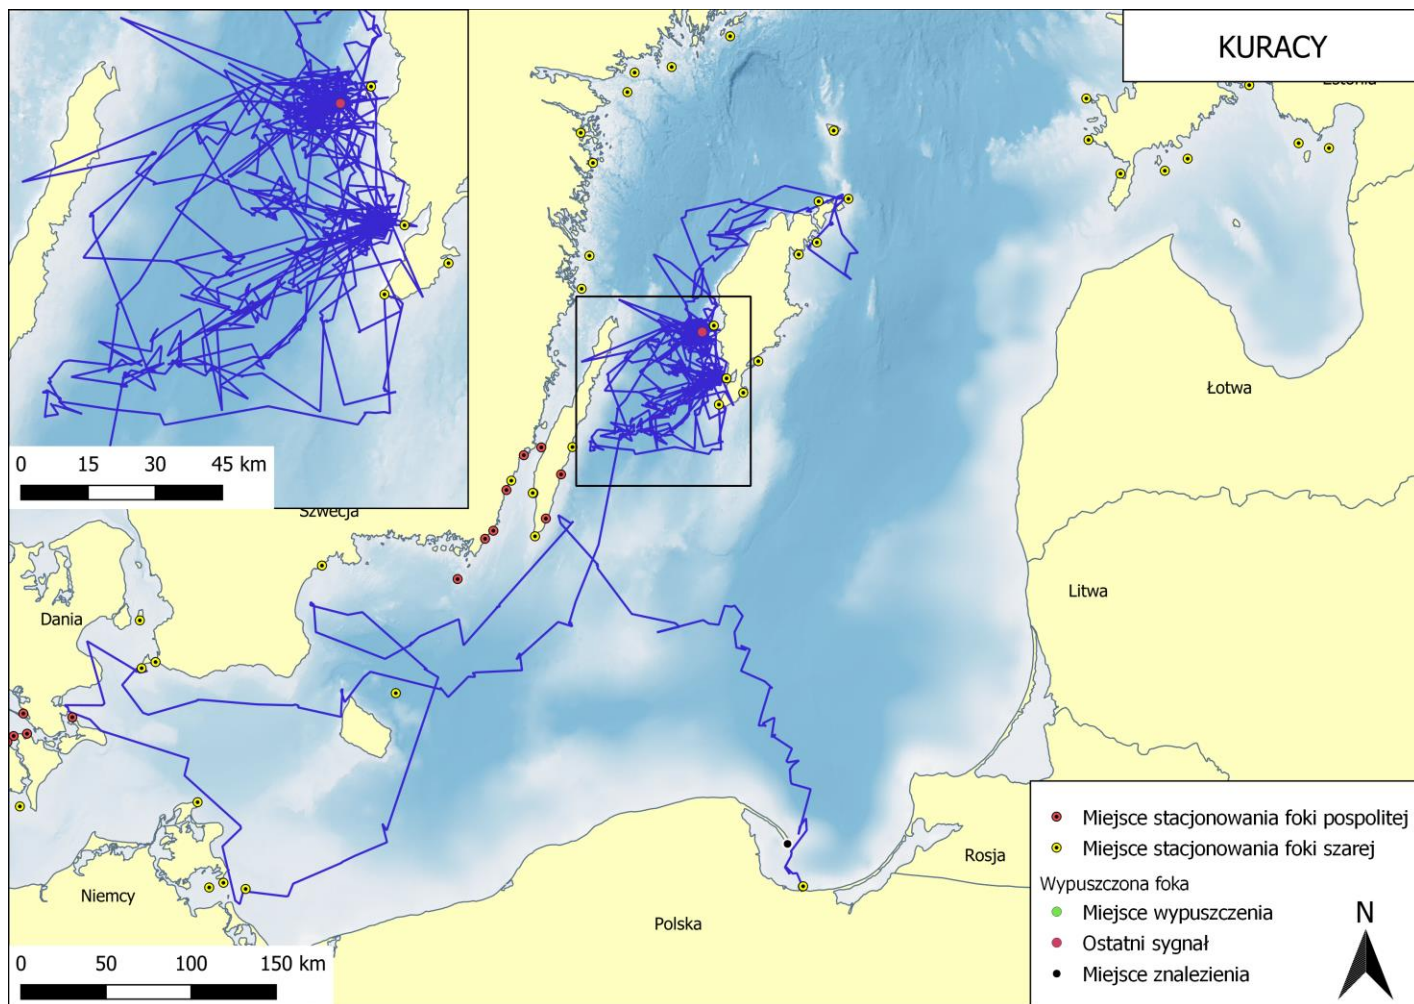 KURACY
Estonia
0 15 30 45 km
Szwecja
Łotwa
Dania
Litwa
Niemcy
Polska
Rosja
0 50 100 150 km
Miejsce stacjonowania foki pospolitej
Miejsce stacjonowania foki szarej
Wypuszczona foka
Miejsce wypuszczenia
Ostatni sygnał
Miejsce znalezienia
N